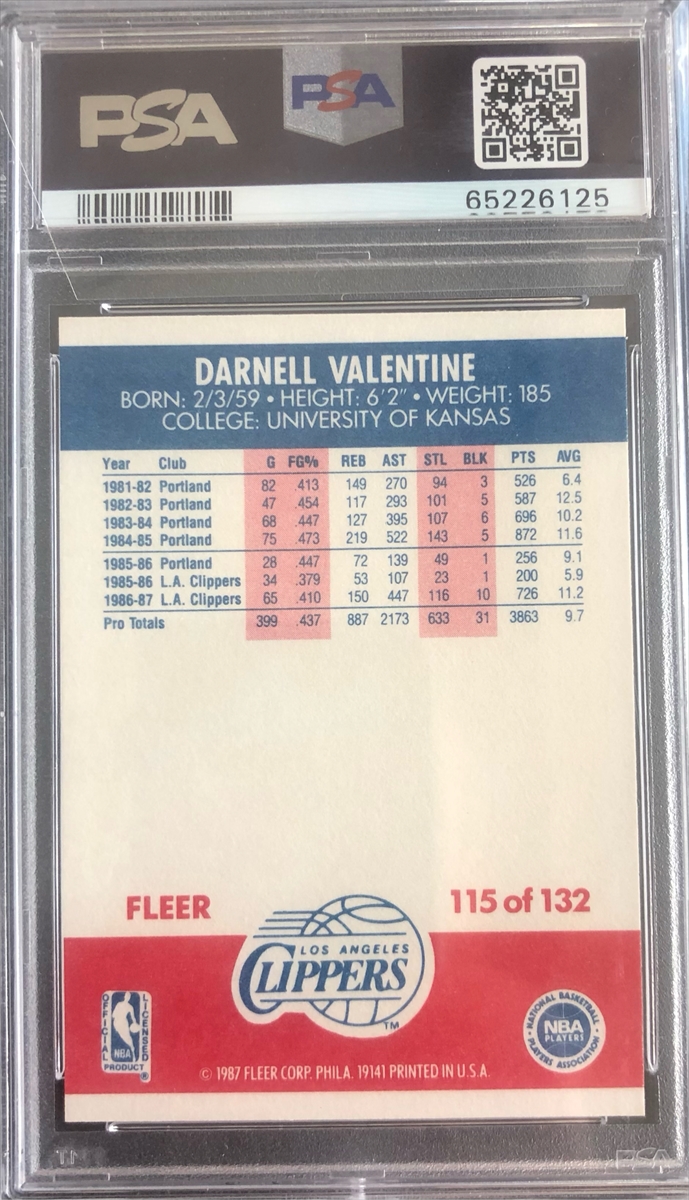 PSA
PSA
65226125
DARNELL VALENTINE
BORN: 2/3/59 • HEIGHT: 6'2" • WEIGHT: 185
COLLEGE: UNIVERSITY OF KANSAS
Year Club G FG% REB AST STL BLK PTS AVG
1981-82 Portland 82 .413 149 270 94 3 526 6.4
1982-83 Portland 47 .454 117 293 101 5 587 12.5
1983-84 Portland 68 .447 127 395 107 6 696 10.2
1984-85 Portland 75 .473 219 522 143 5 872 11.6
1985-86 Portland 28 .447 72 139 49 1 256 9.1
1985-86 L.A. Clippers 34 .379 53 107 23 1 200 5.9
1986-87 L.A. Clippers 65 .410 150 447 116 10 726 11.2
Pro Totals 399 .437 887 2173 633 31 3863 9.7
FLEER
115 of 132
LOS ANGELES
CLIPPERS
TM
OFFICIAL LICENSED
NBA
PRODUCT ®
NATIONAL BASKETBALL
NBA
PLAYERS
PLAYERS ASSOCIATION
© 1987 FLEER CORP. PHILA. 19141 PRINTED IN U.S.A.
PSA